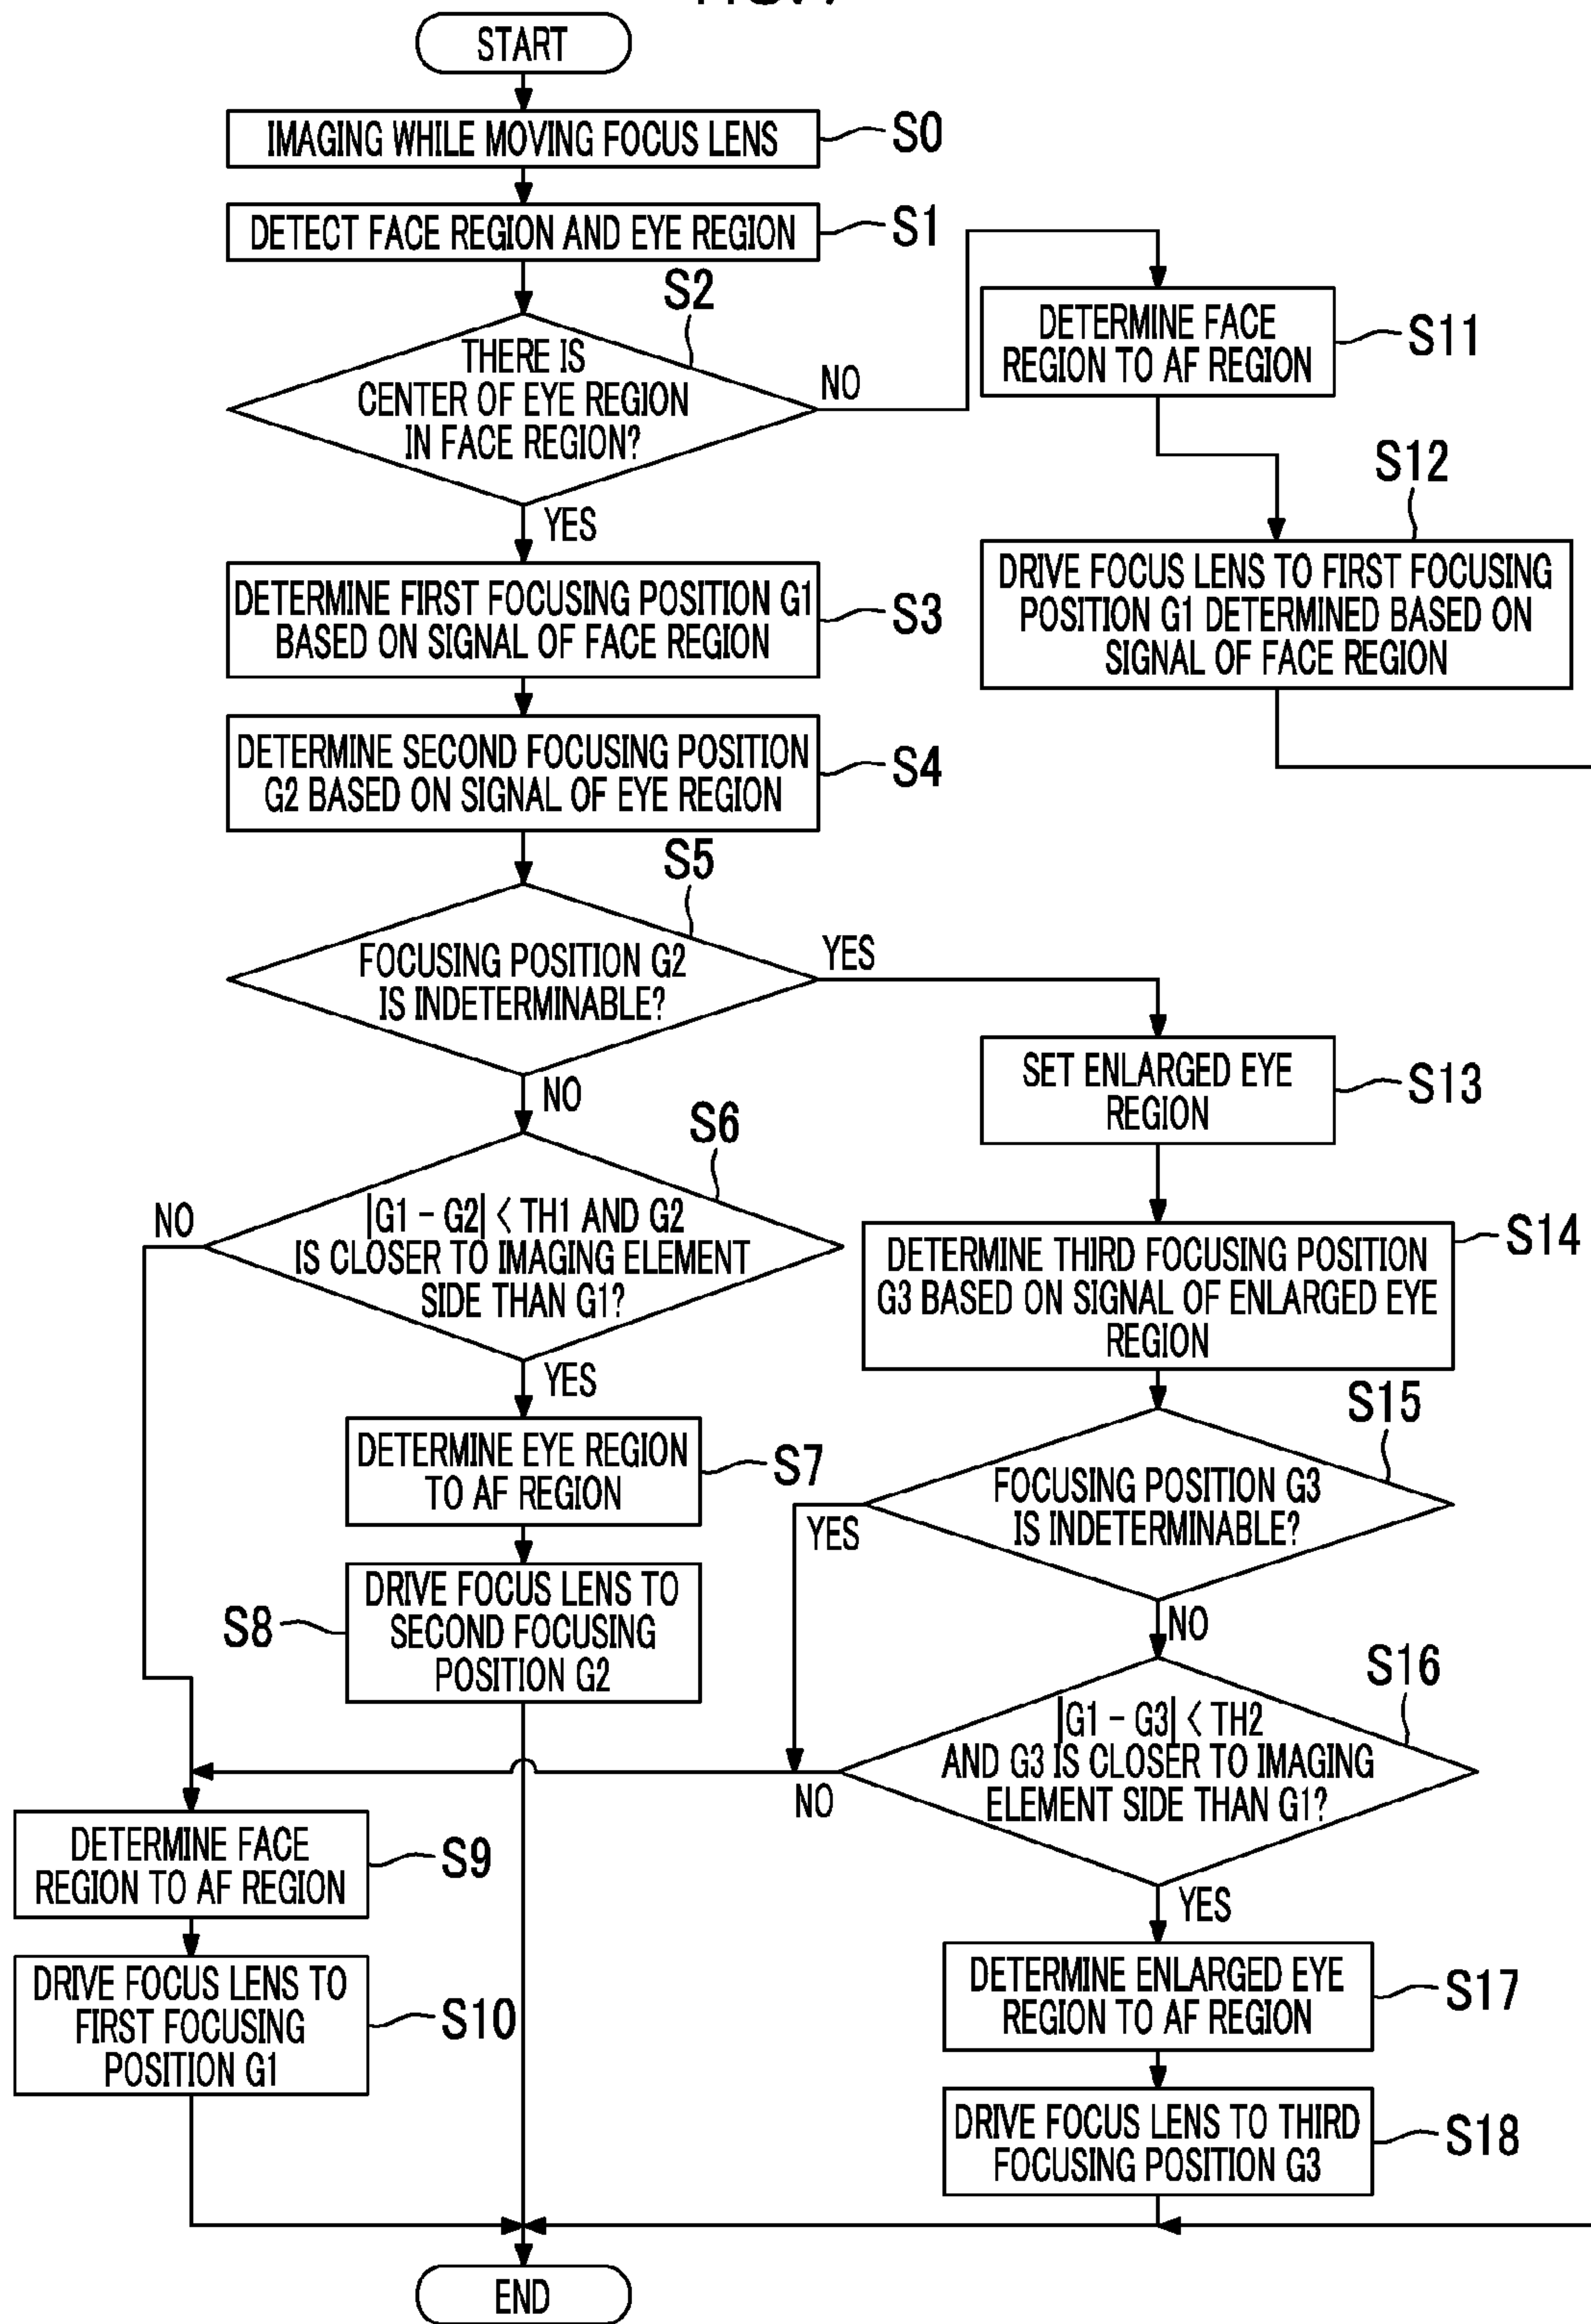 START
IMAGING WHILE MOVING FOCUS LENS
S0
DETECT FACE REGION AND EYE REGION
S1
S2
THERE IS
CENTER OF EYE REGION
IN FACE REGION?
NO
YES
DETERMINE FACE
REGION TO AF REGION
S11
S12
DRIVE FOCUS LENS TO FIRST FOCUSING
POSITION G1 DETERMINED BASED ON
SIGNAL OF FACE REGION
DETERMINE FIRST FOCUSING POSITION G1
BASED ON SIGNAL OF FACE REGION
S3
DETERMINE SECOND FOCUSING POSITION
G2 BASED ON SIGNAL OF EYE REGION
S4
S5
FOCUSING POSITION G2
IS INDETERMINABLE?
YES
NO
SET ENLARGED EYE
REGION
S13
S6
|G1 - G2| < TH1 AND G2
IS CLOSER TO IMAGING ELEMENT
SIDE THAN G1?
NO
YES
DETERMINE THIRD FOCUSING POSITION
G3 BASED ON SIGNAL OF ENLARGED EYE
REGION
S14
DETERMINE EYE REGION
TO AF REGION
S7
S15
FOCUSING POSITION G3
IS INDETERMINABLE?
YES
NO
DRIVE FOCUS LENS TO
SECOND FOCUSING
POSITION G2
S8
S16
|G1 - G3| < TH2
AND G3 IS CLOSER TO IMAGING
ELEMENT SIDE THAN G1?
NO
YES
DETERMINE FACE
REGION TO AF REGION
S9
DRIVE FOCUS LENS TO
FIRST FOCUSING
POSITION G1
S10
DETERMINE ENLARGED EYE
REGION TO AF REGION
S17
DRIVE FOCUS LENS TO THIRD
FOCUSING POSITION G3
S18
END